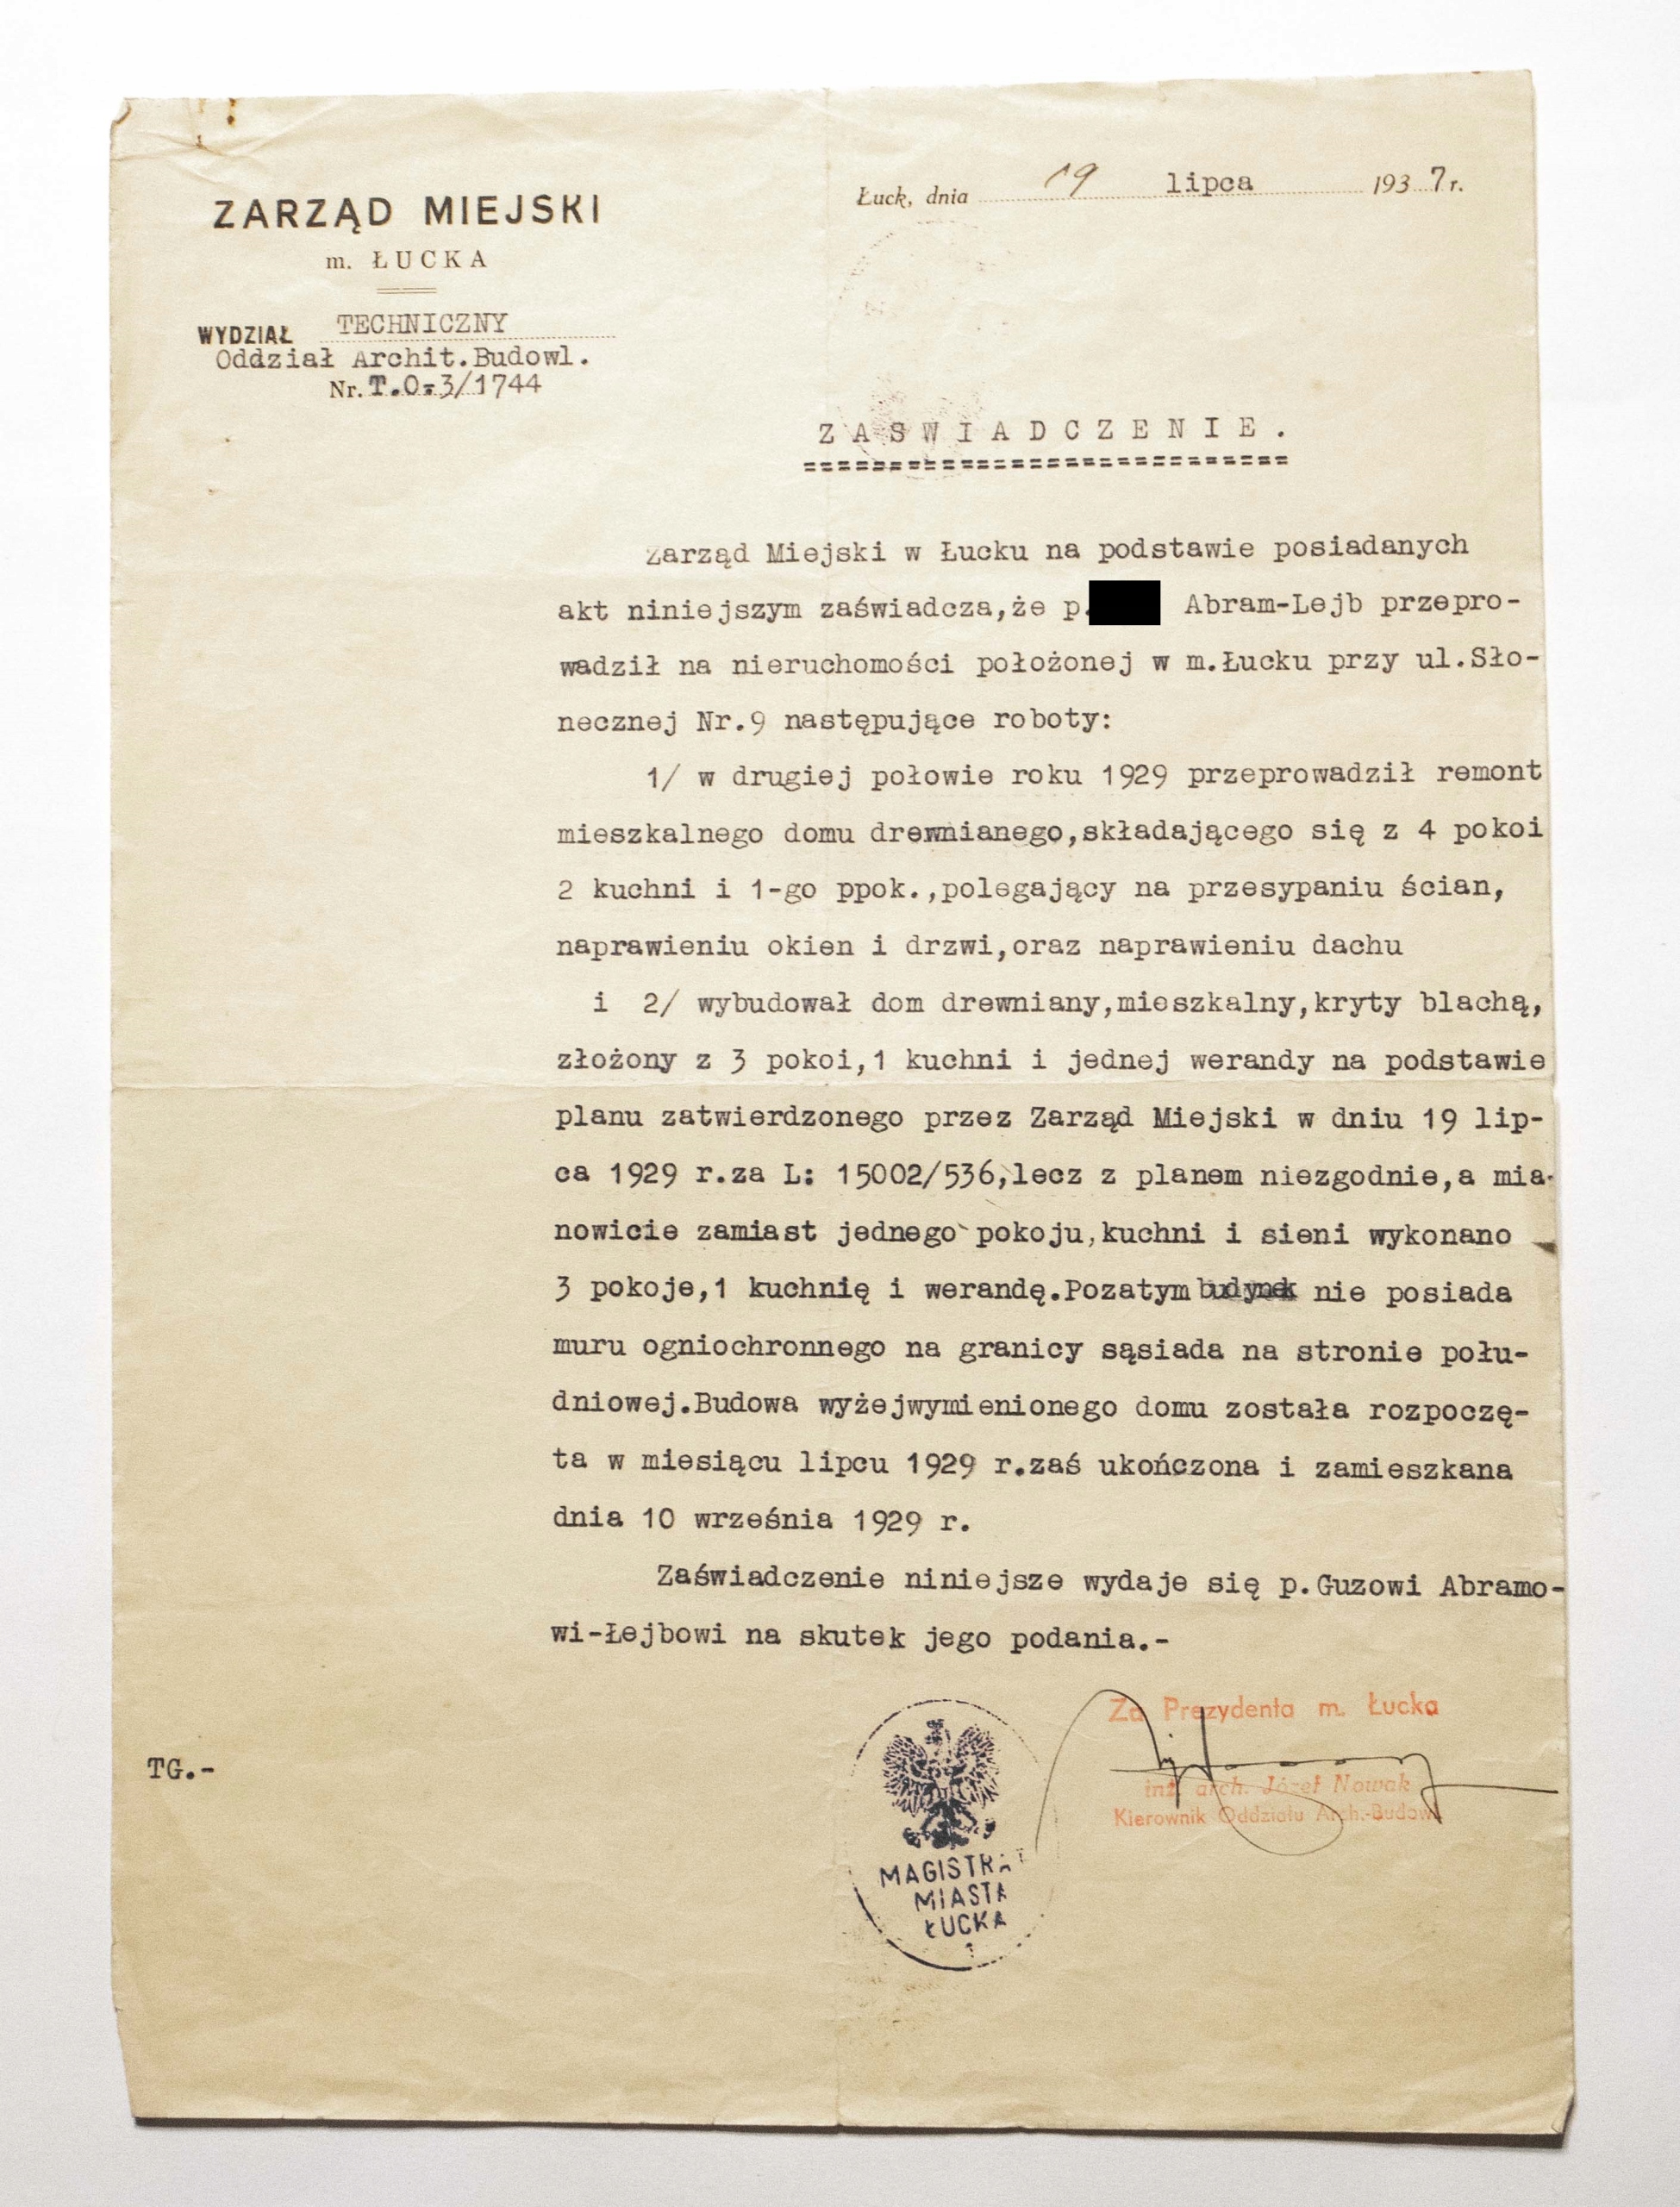 Łuck, dnia 19 lipca 1937 r.
ZARZĄD MIEJSKI
m. ŁUCKA
WYDZIAŁ TECHNICZNY
Oddział Archit.Budowl.
Nr. T.O.3/1744
ZAŚWIADCZENIE.
Zarząd Miejski w Łucku na podstawie posiadanych
akt niniejszym zaświadcza,że p. Abram-Lejb przepro-
wadził na nieruchomości położonej w m.Łucku przy ul.Sło-
necznej Nr.9 następujące roboty:
1/ w drugiej połowie roku 1929 przeprowadził remont
mieszkalnego domu drewnianego,składającego się z 4 pokoi
2 kuchni i 1-go ppok.,polegający na przesypaniu ścian,
naprawieniu okien i drzwi,oraz naprawieniu dachu
i 2/ wybudował dom drewniany,mieszkalny,kryty blachą,
złożony z 3 pokoi,1 kuchni i jednej werandy na podstawie
planu zatwierdzonego przez Zarząd Miejski w dniu 19 lip-
ca 1929 r.za L: 15002/536,lecz z planem niezgodnie,a mia-
nowicie zamiast jednego pokoju,kuchni i sieni wykonano
3 pokoje,1 kuchnię i werandę.Pozatym budynek nie posiada
muru ogniochronnego na granicy sąsiada na stronie połu-
dniowej.Budowa wyżejwymienionego domu została rozpoczę-
ta w miesiącu lipcu 1929 r.zaś ukończona i zamieszkana
dnia 10 września 1929 r.
Zaświadczenie niniejsze wydaje się p.Guzowi Abramo-
wi-Łejbowi na skutek jego podania.-
Za Prezydenta m. Łucka
inż. arch. Józef Nowak
Kierownik Oddziału Arch.-Budowl.
TG.-
MAGISTRAT
MIASTA
ŁUCKA